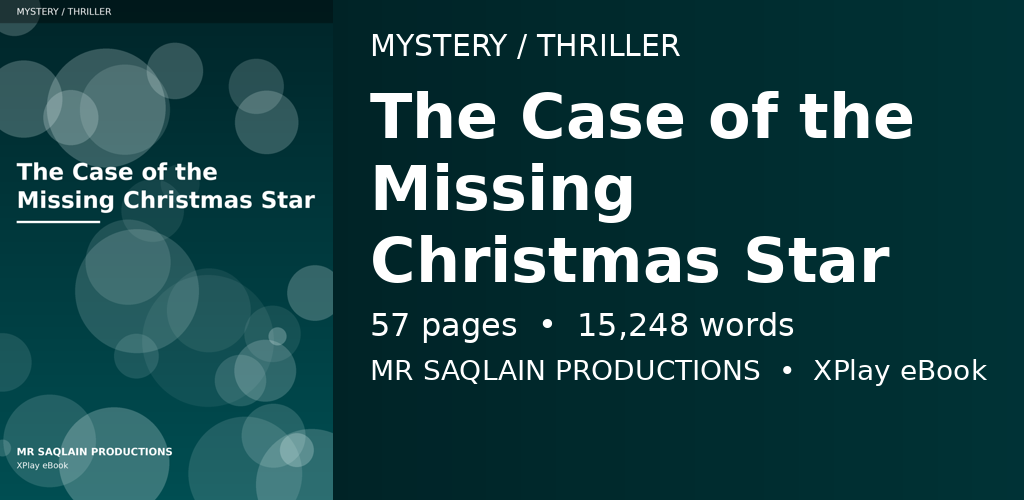 MYSTERY / THRILLER
The Case of the
Missing Christmas Star
MR SAQLAIN PRODUCTIONS
XPlay eBook
MYSTERY / THRILLER
The Case of the
Missing
Christmas Star
57 pages • 15,248 words
MR SAQLAIN PRODUCTIONS • XPlay eBook